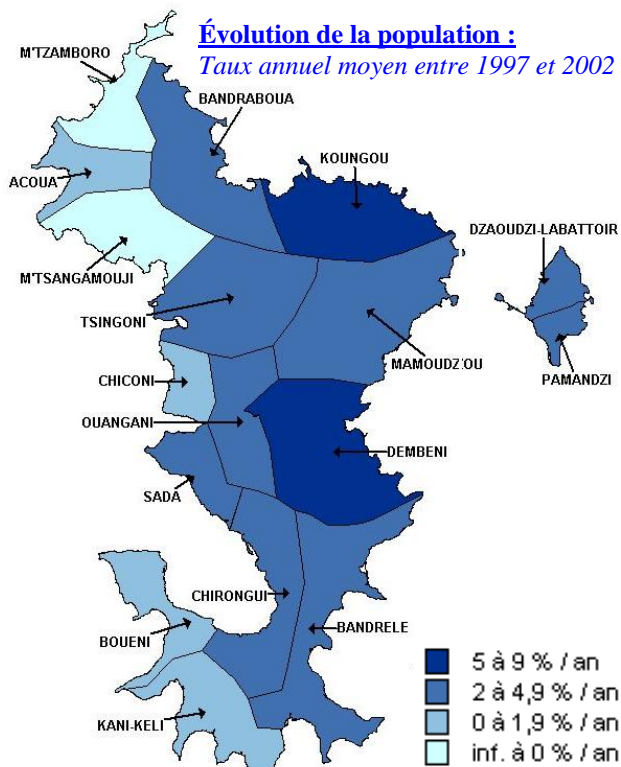 Évolution de la population :
Taux annuel moyen entre 1997 et 2002
M'TZAMBORO
BANDRABOUA
KOUNGOU
ACOUA
DZAOUDZI-LABATTOIR
M'TSANGAMOUJI
TSINGONI
MAMOUDZ'OU
PAMANDZI
CHICONI
OUANGANI
DEMBENI
SADA
CHIRONGUI
BANDRELE
BOUENI
KANI-KELI
5 à 9 % / an
2 à 4,9 % / an
0 à 1,9 % / an
inf. à 0 % / an